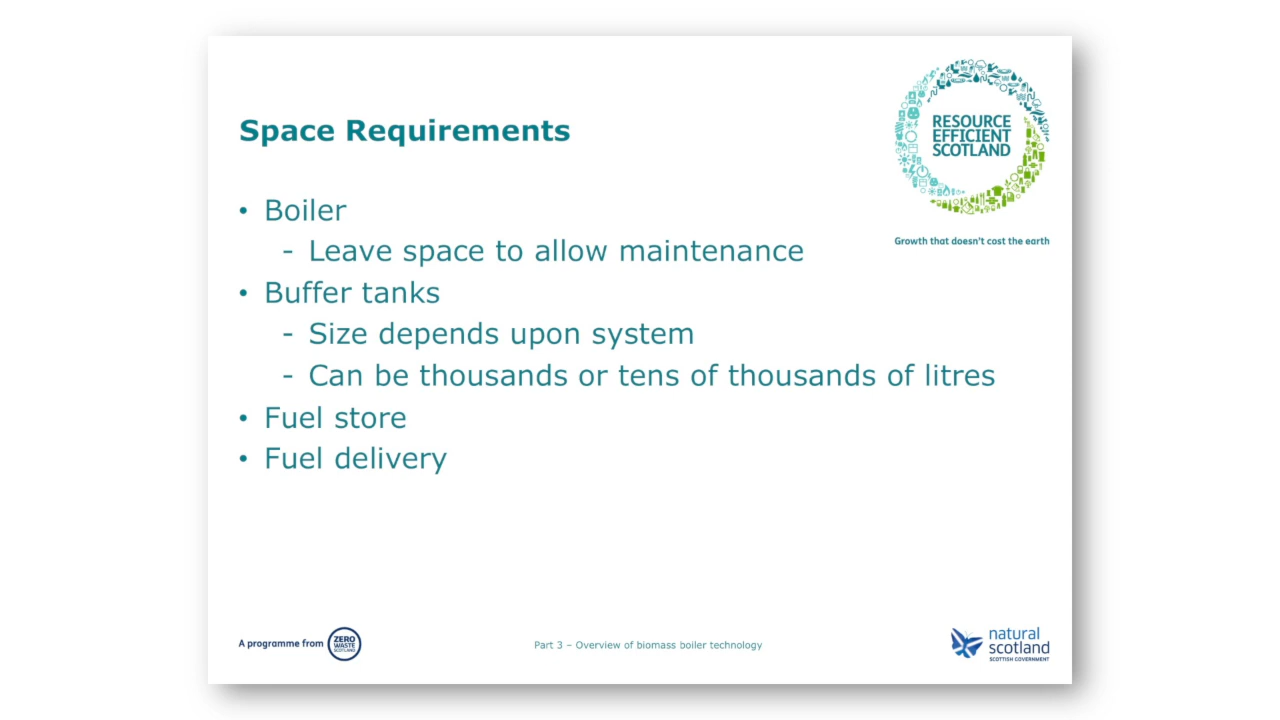 Space Requirements
RESOURCE
EFFICIENT
SCOTLAND
Growth that doesn't cost the earth
• Boiler
- Leave space to allow maintenance
• Buffer tanks
- Size depends upon system
- Can be thousands or tens of thousands of litres
• Fuel store
• Fuel delivery
A programme from
ZERO
WASTE
SCOTLAND
Part 3 – Overview of biomass boiler technology
natural
scotland
SCOTTISH GOVERNMENT